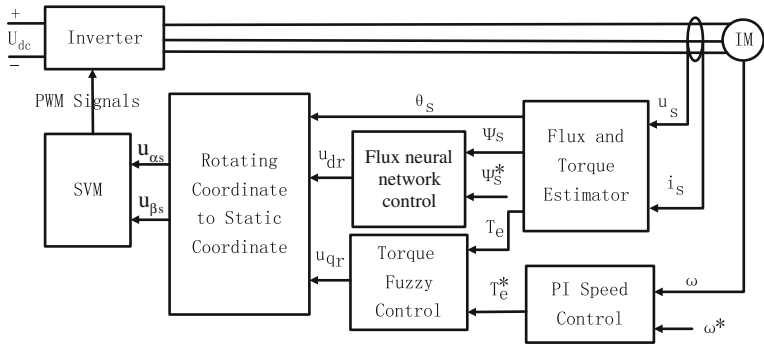 +
U_dc
−
Inverter
IM
PWM Signals
θ_s
u_s
SVM
u_αs
u_βs
Rotating
Coordinate
to Static
Coordinate
u_dr
Flux neural
network
control
Ψ_s
Ψ_s*
Flux and
Torque
Estimator
i_s
T_e
u_qr
Torque
Fuzzy
Control
T_e*
PI Speed
Control
ω
ω*